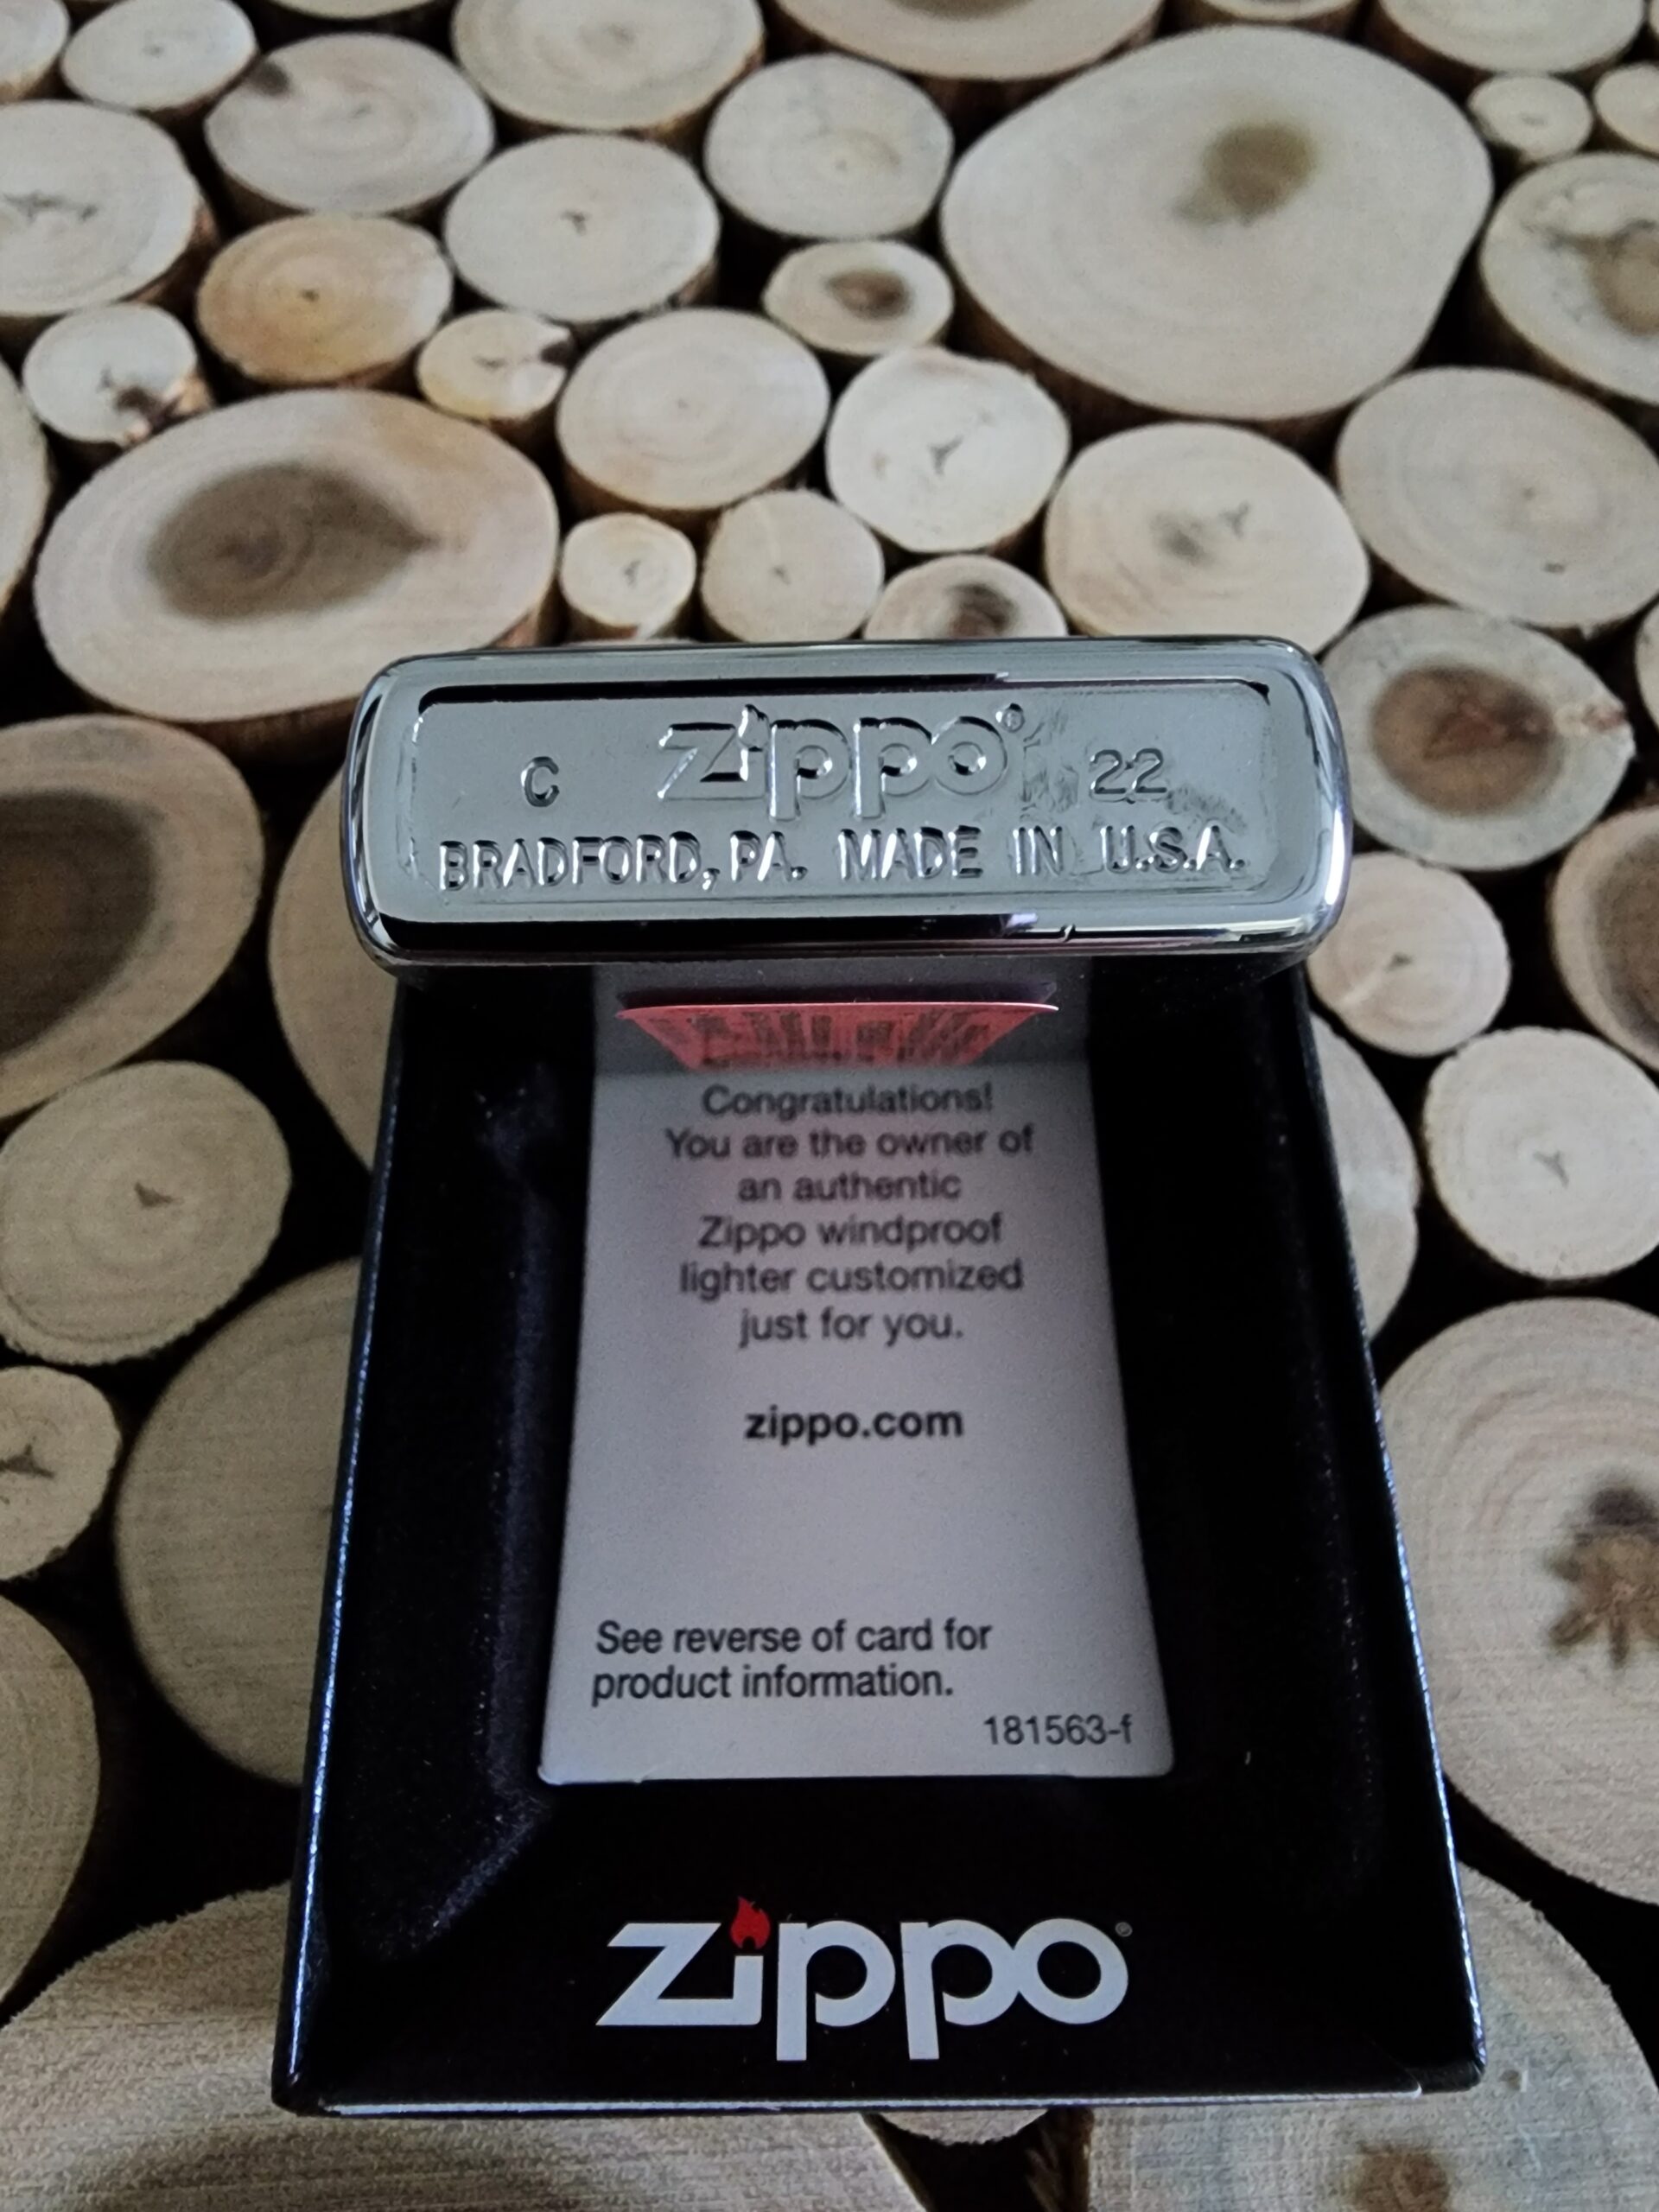 zippo®
C 22
BRADFORD, PA. MADE IN U.S.A.
Congratulations!
You are the owner of
an authentic
Zippo windproof
lighter customized
just for you.
zippo.com
See reverse of card for
product information.
181563-f
zippo®